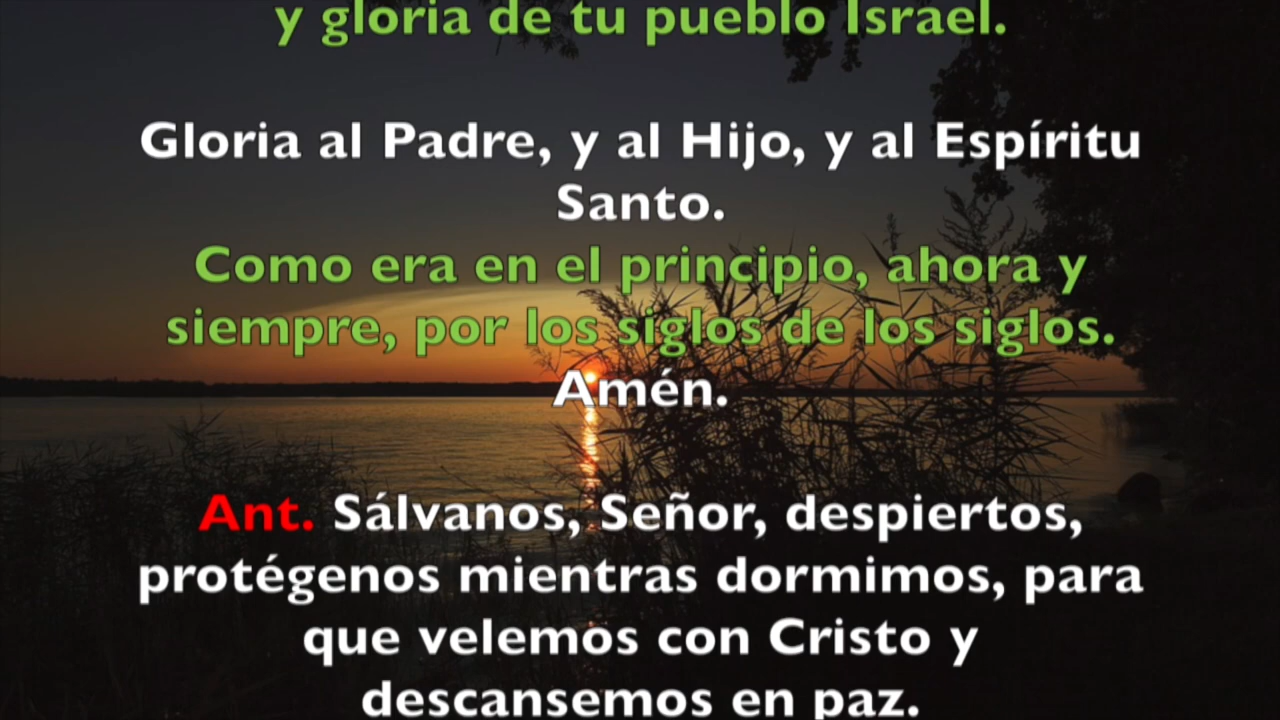 y gloria de tu pueblo Israel.
Gloria al Padre, y al Hijo, y al Espíritu
Santo.
Como era en el principio, ahora y
siempre, por los siglos de los siglos.
Amén.
Ant. Sálvanos, Señor, despiertos,
protégenos mientras dormimos, para
que velemos con Cristo y
descansemos en paz.